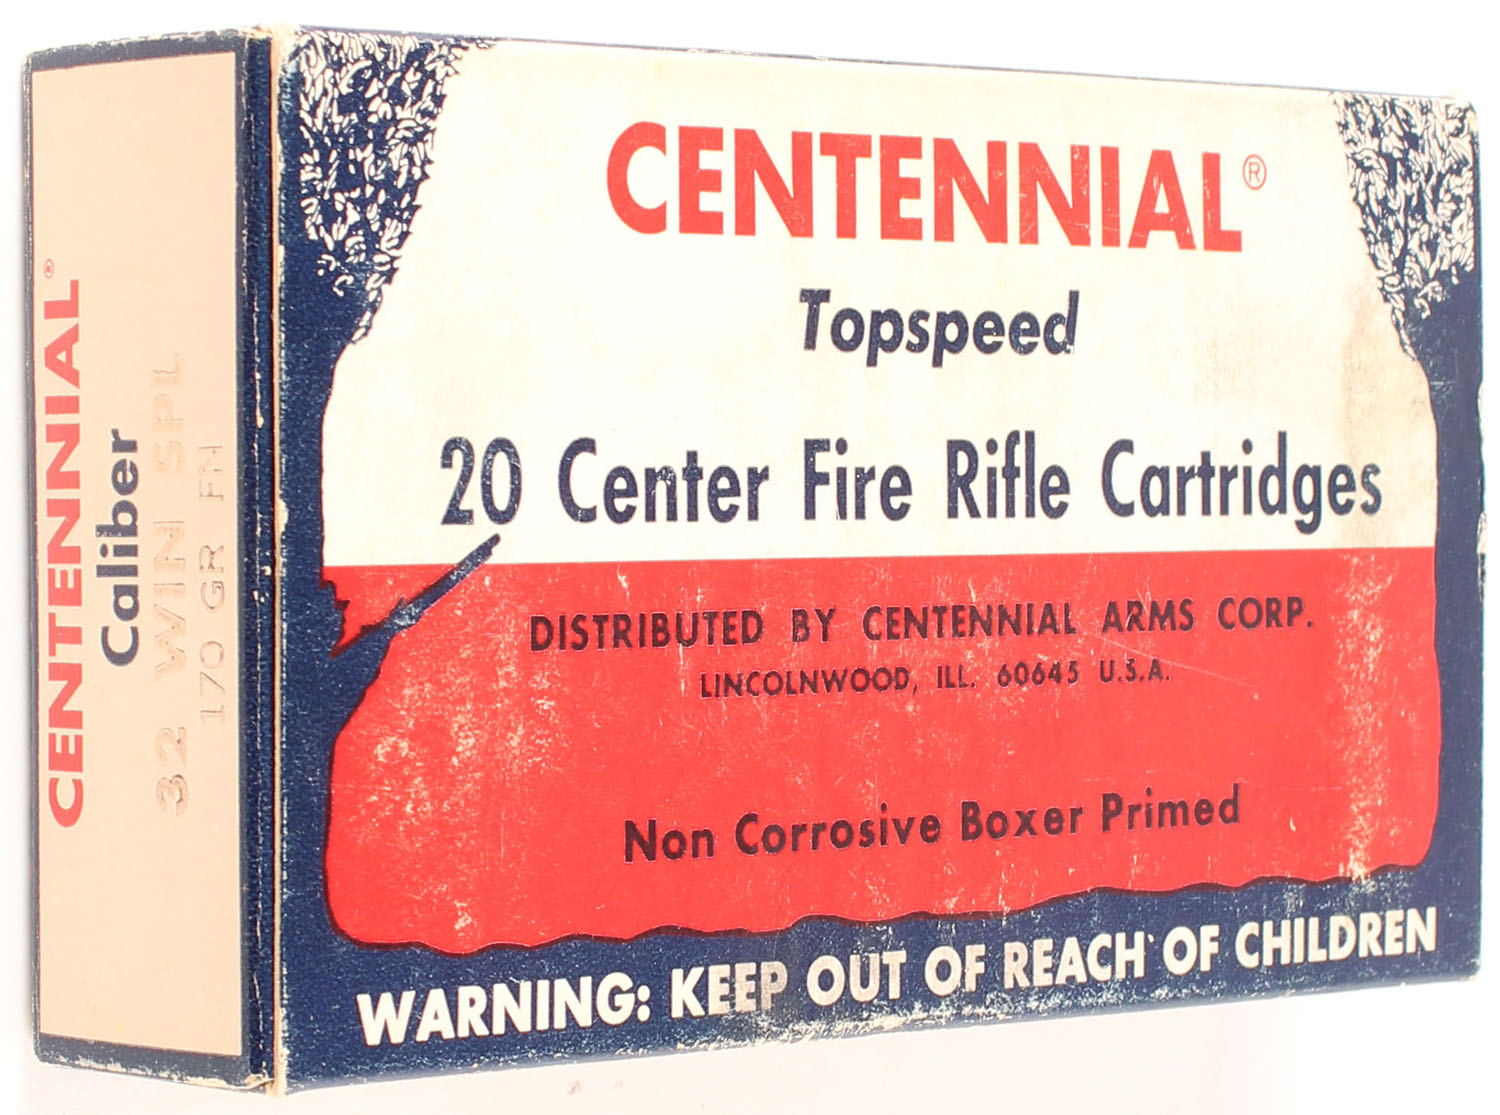 CENTENNIAL®
Caliber
32 WIN SPL
170 GR FN
CENTENNIAL®
Topspeed
20 Center Fire Rifle Cartridges
DISTRIBUTED BY CENTENNIAL ARMS CORP.
LINCOLNWOOD, ILL. 60645 U.S.A.
Non Corrosive Boxer Primed
WARNING: KEEP OUT OF REACH OF CHILDREN